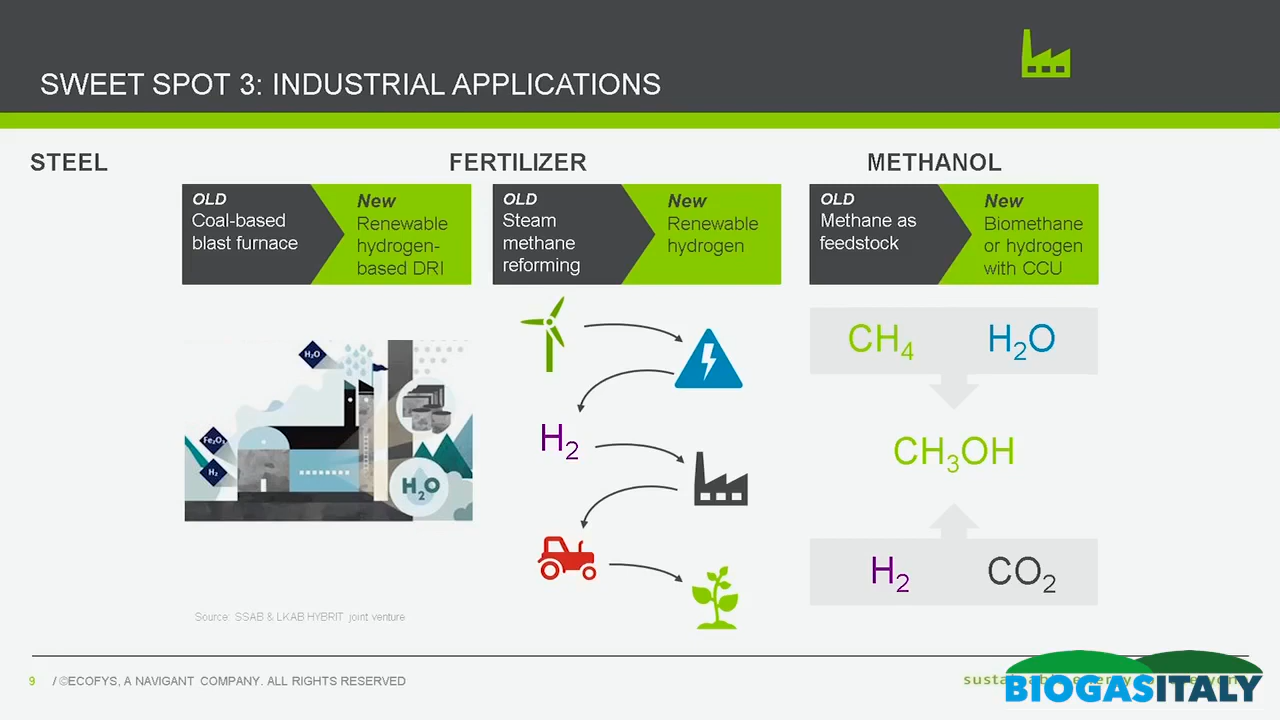 SWEET SPOT 3: INDUSTRIAL APPLICATIONS
STEEL
OLD
Coal-based
blast furnace
New
Renewable
hydrogen-
based DRI
H₂O
Fe₂O₃
H₂
H₂O
Source: SSAB & LKAB HYBRIT joint venture
FERTILIZER
OLD
Steam
methane
reforming
New
Renewable
hydrogen
H₂
METHANOL
OLD
Methane as
feedstock
New
Biomethane
or hydrogen
with CCU
CH₄ H₂O
CH₃OH
H₂ CO₂
9 / ©ECOFYS, A NAVIGANT COMPANY. ALL RIGHTS RESERVED
BIOGASITALY